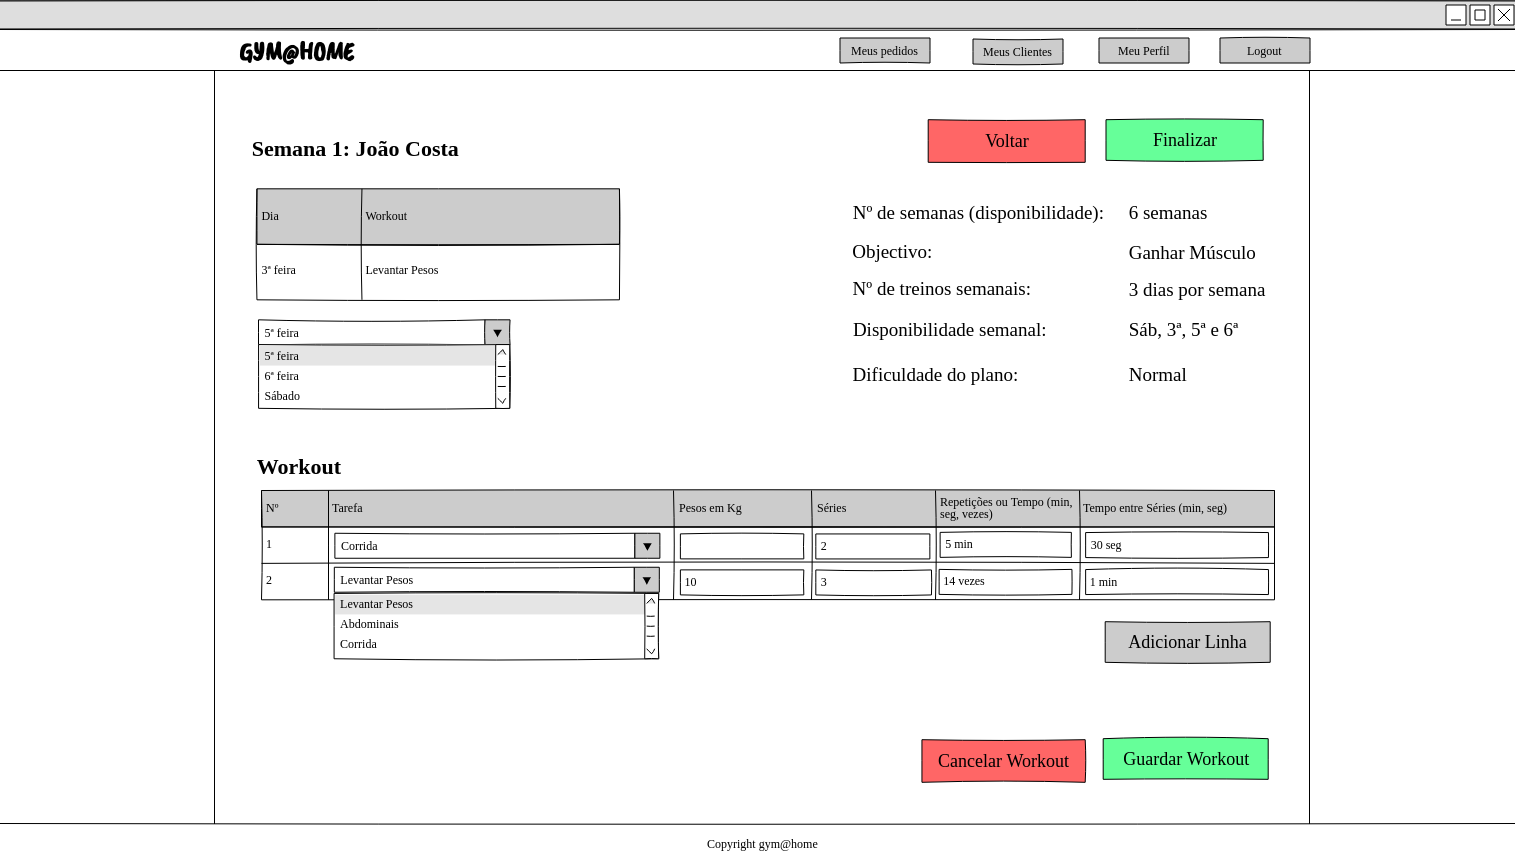 GYM@HOME
Meus pedidos
Meus Clientes
Meu Perfil
Logout
Semana 1: João Costa
Voltar
Finalizar
Dia
Workout
3ª feira
Levantar Pesos
5ª feira
5ª feira
6ª feira
Sábado
Nº de semanas (disponibilidade):
6 semanas
Objectivo:
Ganhar Músculo
Nº de treinos semanais:
3 dias por semana
Disponibilidade semanal:
Sáb, 3ª, 5ª e 6ª
Dificuldade do plano:
Normal
Workout
Nº
Tarefa
Pesos em Kg
Séries
Repetições ou Tempo (min,
seg, vezes)
Tempo entre Séries (min, seg)
1
Corrida
2
5 min
30 seg
2
Levantar Pesos
10
3
14 vezes
1 min
Levantar Pesos
Abdominais
Corrida
Adicionar Linha
Cancelar Workout
Guardar Workout
Copyright gym@home